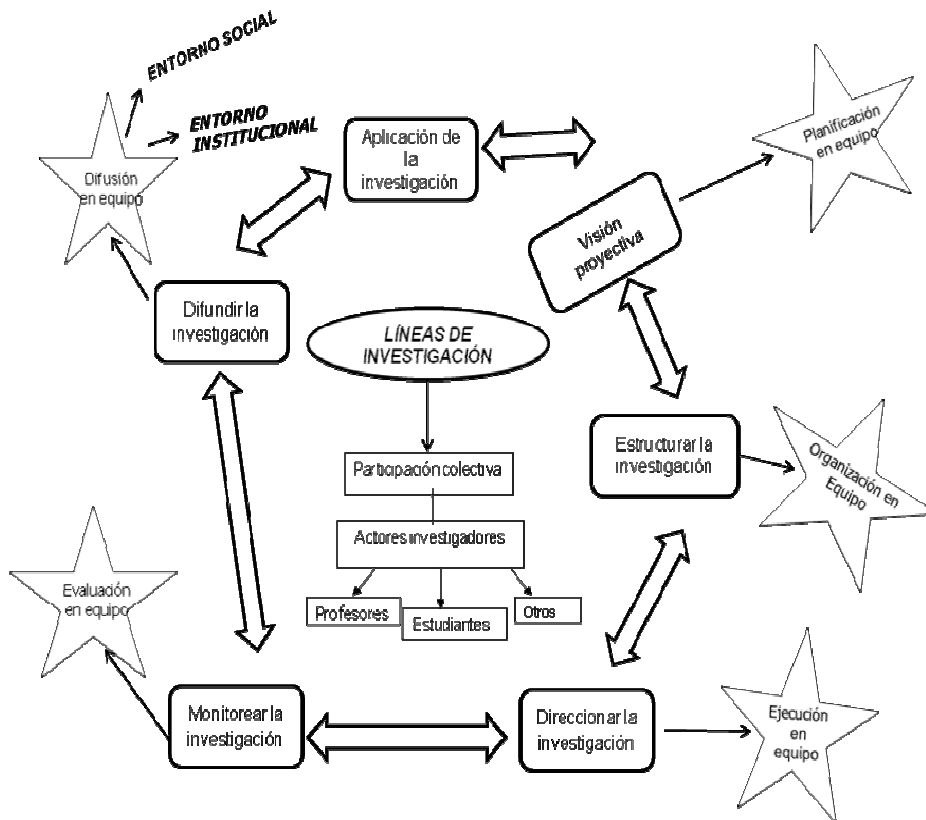 ENTORNO SOCIAL
ENTORNO
INSTITUCIONAL
Difusión
en equipo
Aplicación de
la
investigación
Planificación
en equipo
Visión
proyectiva
Difundir la
investigación
LÍNEAS DE
INVESTIGACIÓN
Estructurar la
investigación
Organización en
Equipo
Participación colectiva
Actores investigadores
Profesores
Estudiantes
Otros
Evaluación
en equipo
Monitorear la
investigación
Direccionar la
investigación
Ejecución
en
equipo